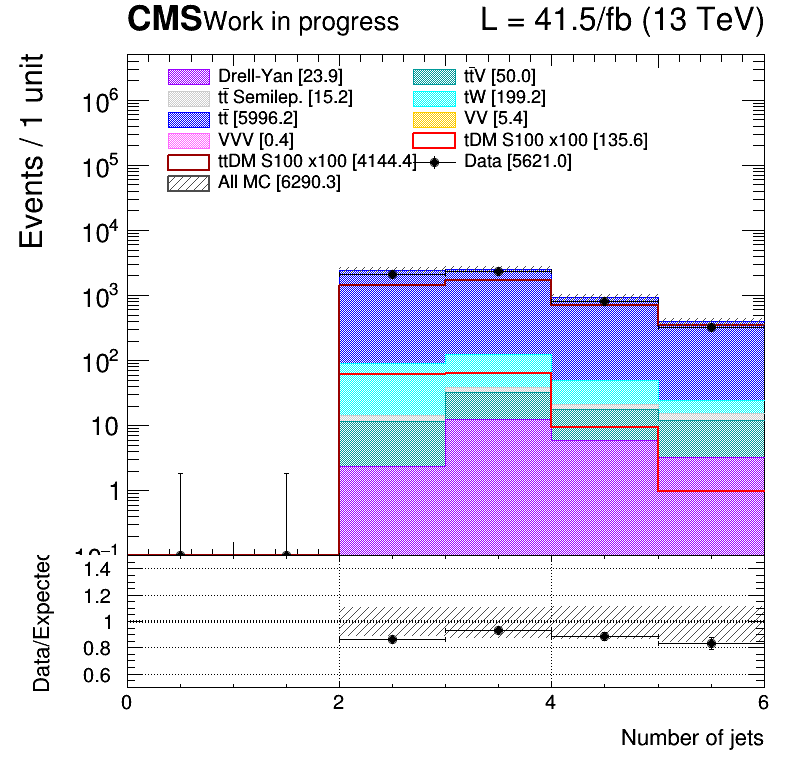 CMS Work in progress L = 41.5/fb (13 TeV)
Drell-Yan [23.9] tt̄V [50.0]
tt̄ Semilep. [15.2] tW [199.2]
tt̄ [5996.2] VV [5.4]
VVV [0.4] tDM S100 x100 [135.6]
ttDM S100 x100 [4144.4] Data [5621.0]
All MC [6290.3]
Events / 1 unit
10⁶
10⁵
10⁴
10³
10²
10
1
10⁻¹
Data/Expected
1.4
1.2
1
0.8
0.6
0 2 4 6
Number of jets